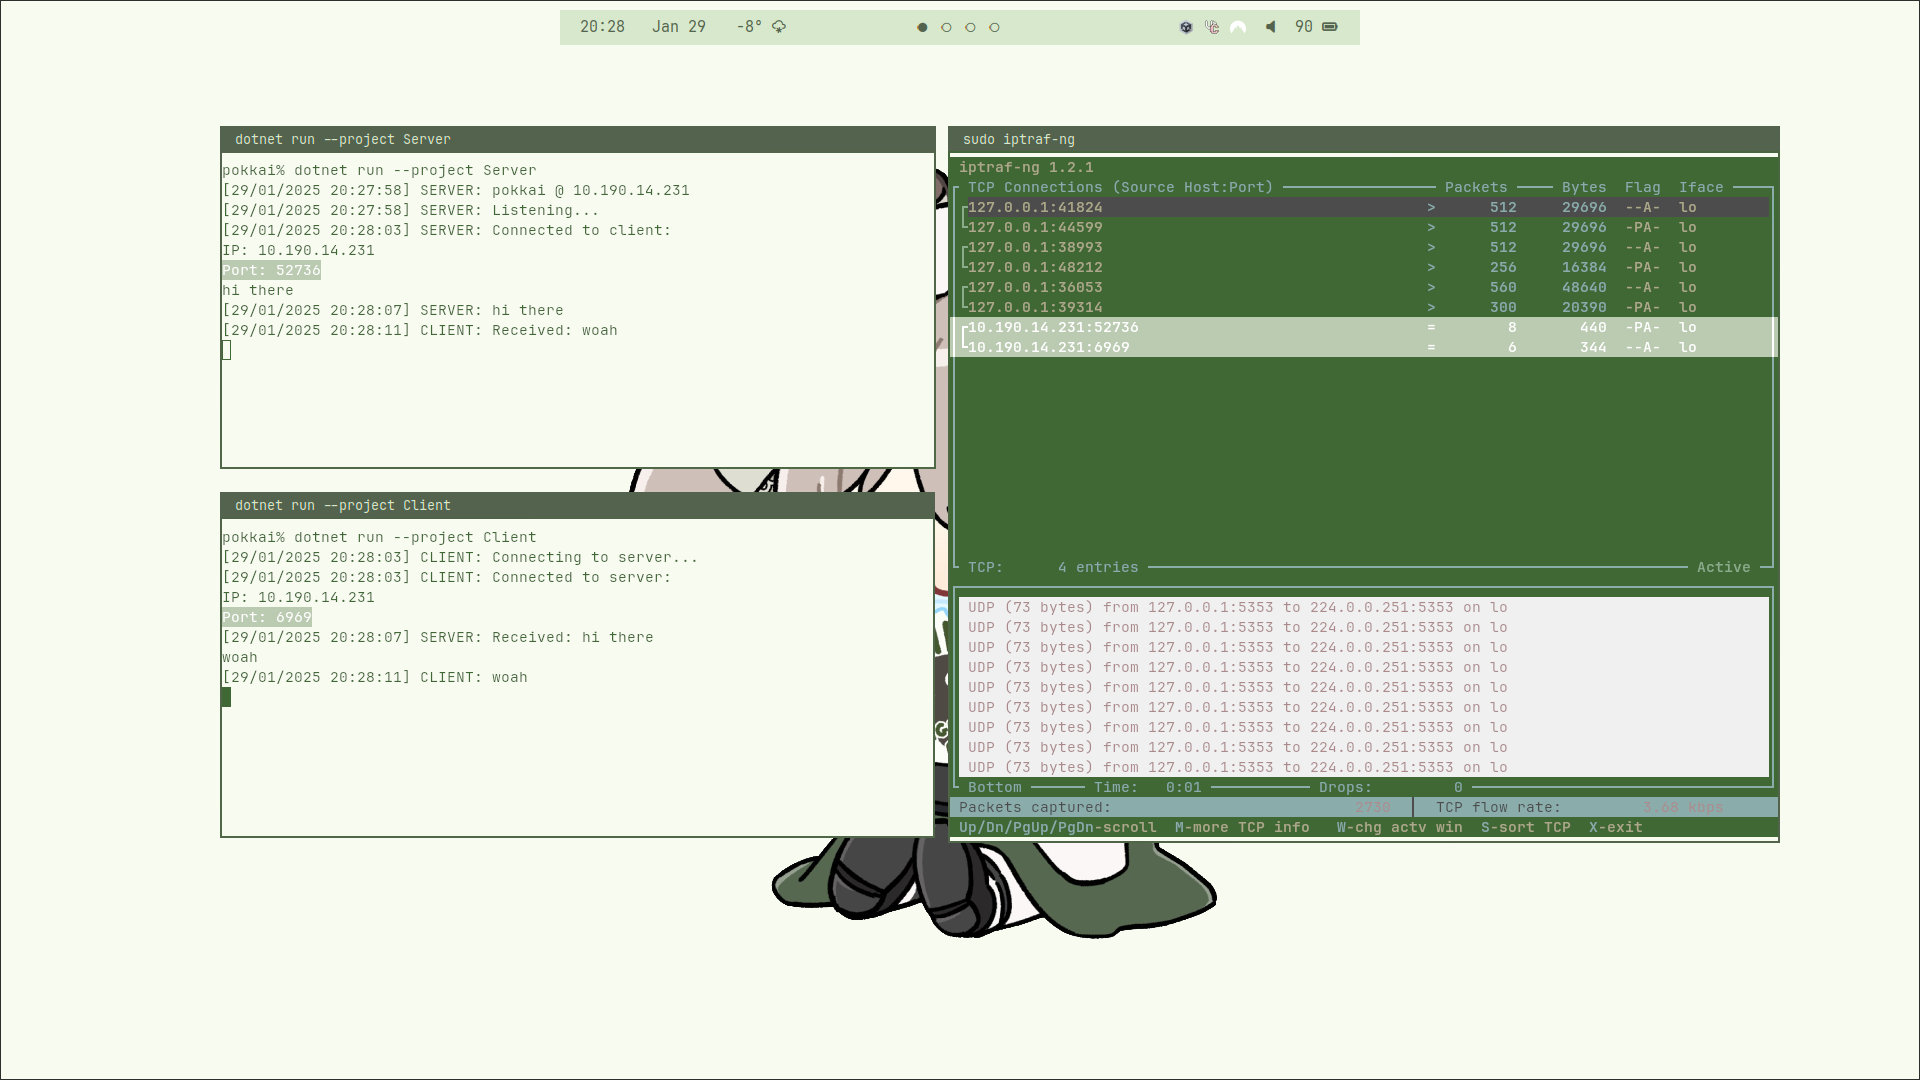 20:28 Jan 29 -8° 90
dotnet run --project Server
pokkai% dotnet run --project Server
[29/01/2025 20:27:58] SERVER: pokkai @ 10.190.14.231
[29/01/2025 20:27:58] SERVER: Listening...
[29/01/2025 20:28:03] SERVER: Connected to client:
IP: 10.190.14.231
Port: 52736
hi there
[29/01/2025 20:28:07] SERVER: hi there
[29/01/2025 20:28:11] CLIENT: Received: woah
dotnet run --project Client
pokkai% dotnet run --project Client
[29/01/2025 20:28:03] CLIENT: Connecting to server...
[29/01/2025 20:28:03] CLIENT: Connected to server:
IP: 10.190.14.231
Port: 6969
[29/01/2025 20:28:07] SERVER: Received: hi there
woah
[29/01/2025 20:28:11] CLIENT: woah
sudo iptraf-ng
iptraf-ng 1.2.1
TCP Connections (Source Host:Port) Packets Bytes Flag Iface
127.0.0.1:41824 > 512 29696 --A- lo
127.0.0.1:44599 > 512 29696 -PA- lo
127.0.0.1:38993 > 512 29696 --A- lo
127.0.0.1:48212 > 256 16384 -PA- lo
127.0.0.1:36053 > 560 48640 --A- lo
127.0.0.1:39314 > 300 20390 -PA- lo
10.190.14.231:52736 = 8 440 -PA- lo
10.190.14.231:6969 = 6 344 --A- lo
TCP: 4 entries Active
UDP (73 bytes) from 127.0.0.1:5353 to 224.0.0.251:5353 on lo
UDP (73 bytes) from 127.0.0.1:5353 to 224.0.0.251:5353 on lo
UDP (73 bytes) from 127.0.0.1:5353 to 224.0.0.251:5353 on lo
UDP (73 bytes) from 127.0.0.1:5353 to 224.0.0.251:5353 on lo
UDP (73 bytes) from 127.0.0.1:5353 to 224.0.0.251:5353 on lo
UDP (73 bytes) from 127.0.0.1:5353 to 224.0.0.251:5353 on lo
UDP (73 bytes) from 127.0.0.1:5353 to 224.0.0.251:5353 on lo
UDP (73 bytes) from 127.0.0.1:5353 to 224.0.0.251:5353 on lo
UDP (73 bytes) from 127.0.0.1:5353 to 224.0.0.251:5353 on lo
Bottom Time: 0:01 Drops: 0
Packets captured: 2730 TCP flow rate: 3.68 kbps
Up/Dn/PgUp/PgDn-scroll M-more TCP info W-chg actv win S-sort TCP X-exit